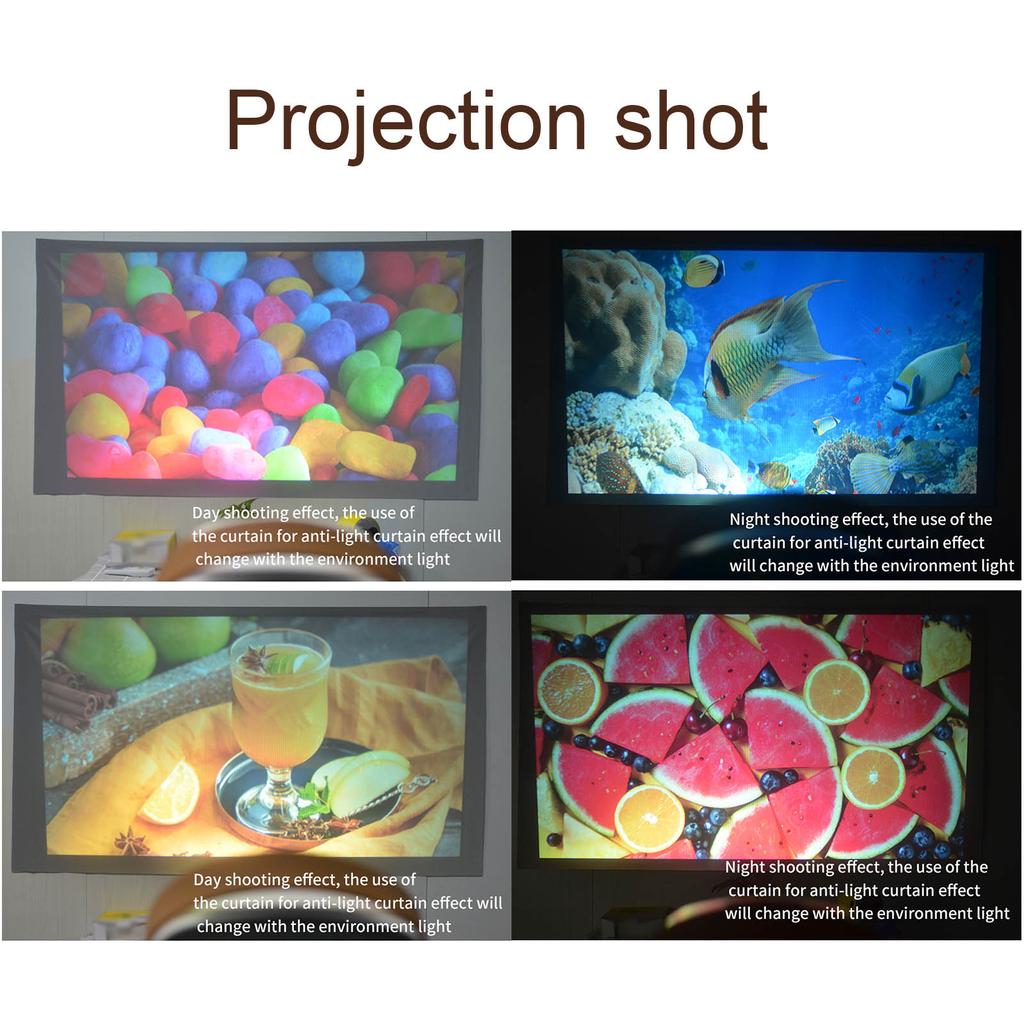 Projection shot
Day shooting effect, the use of
the curtain for anti-light curtain effect will
change with the environment light
Night shooting effect, the use of the
curtain for anti-light curtain effect
will change with the environment light
Day shooting effect, the use of
the curtain for anti-light curtain effect will
change with the environment light
Night shooting effect, the use of the
curtain for anti-light curtain effect
will change with the environment light